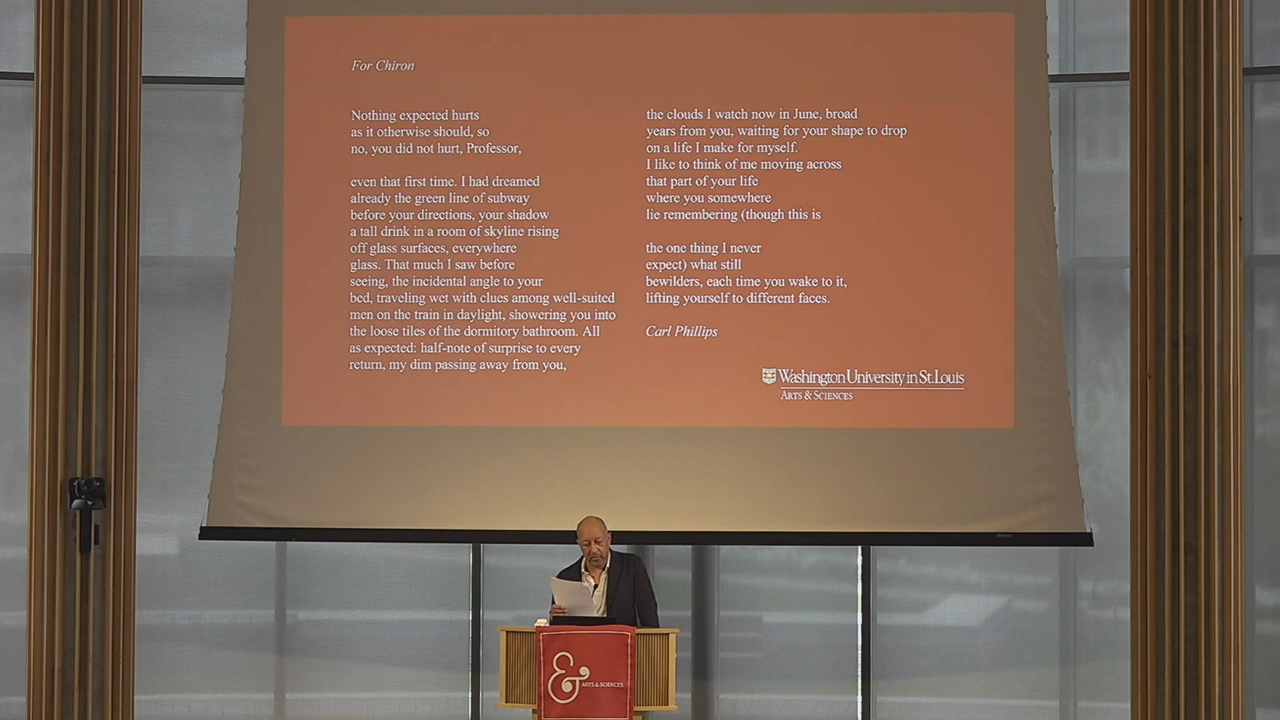 For Chiron
Nothing expected hurts
as it otherwise should, so
no, you did not hurt, Professor,
even that first time. I had dreamed
already the green line of subway
before your directions, your shadow
a tall drink in a room of skyline rising
off glass surfaces, everywhere
glass. That much I saw before
seeing, the incidental angle to your
bed, traveling wet with clues among well-suited
men on the train in daylight, showering you into
the loose tiles of the dormitory bathroom. All
as expected: half-note of surprise to every
return, my dim passing away from you,
the clouds I watch now in June, broad
years from you, waiting for your shape to drop
on a life I make for myself.
I like to think of me moving across
that part of your life
where you somewhere
lie remembering (though this is
the one thing I never
expect) what still
bewilders, each time you wake to it,
lifting yourself to different faces.
Carl Phillips
Washington University in St. Louis
ARTS & SCIENCES
& ARTS & SCIENCES